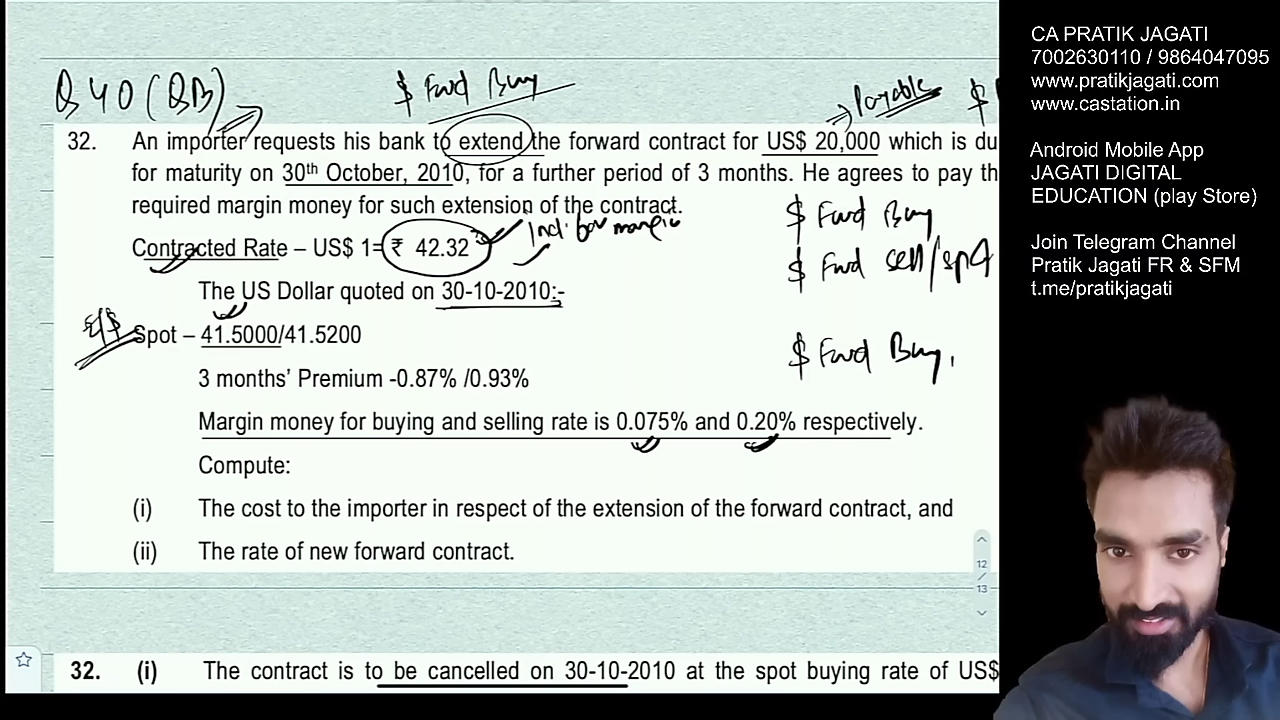 Q 40 (QB)
$ Fwd Buy
Payable $
32. An importer requests his bank to extend the forward contract for US$ 20,000 which is du
for maturity on 30th October, 2010, for a further period of 3 months. He agrees to pay th
required margin money for such extension of the contract.
$ Fwd Buy
incl. margin
Contracted Rate – US$ 1= ₹ 42.32
$ Fwd sell/spot
The US Dollar quoted on 30-10-2010:-
₹/$
Spot – 41.5000/41.5200
$ Fwd Buy.
3 months' Premium -0.87% /0.93%
Margin money for buying and selling rate is 0.075% and 0.20% respectively.
Compute:
(i) The cost to the importer in respect of the extension of the forward contract, and
(ii) The rate of new forward contract.
12
/
13
32. (i) The contract is to be cancelled on 30-10-2010 at the spot buying rate of US$
CA PRATIK JAGATI
7002630110 / 9864047095
www.pratikjagati.com
www.castation.in
Android Mobile App
JAGATI DIGITAL
EDUCATION (play Store)
Join Telegram Channel
Pratik Jagati FR & SFM
t.me/pratikjagati